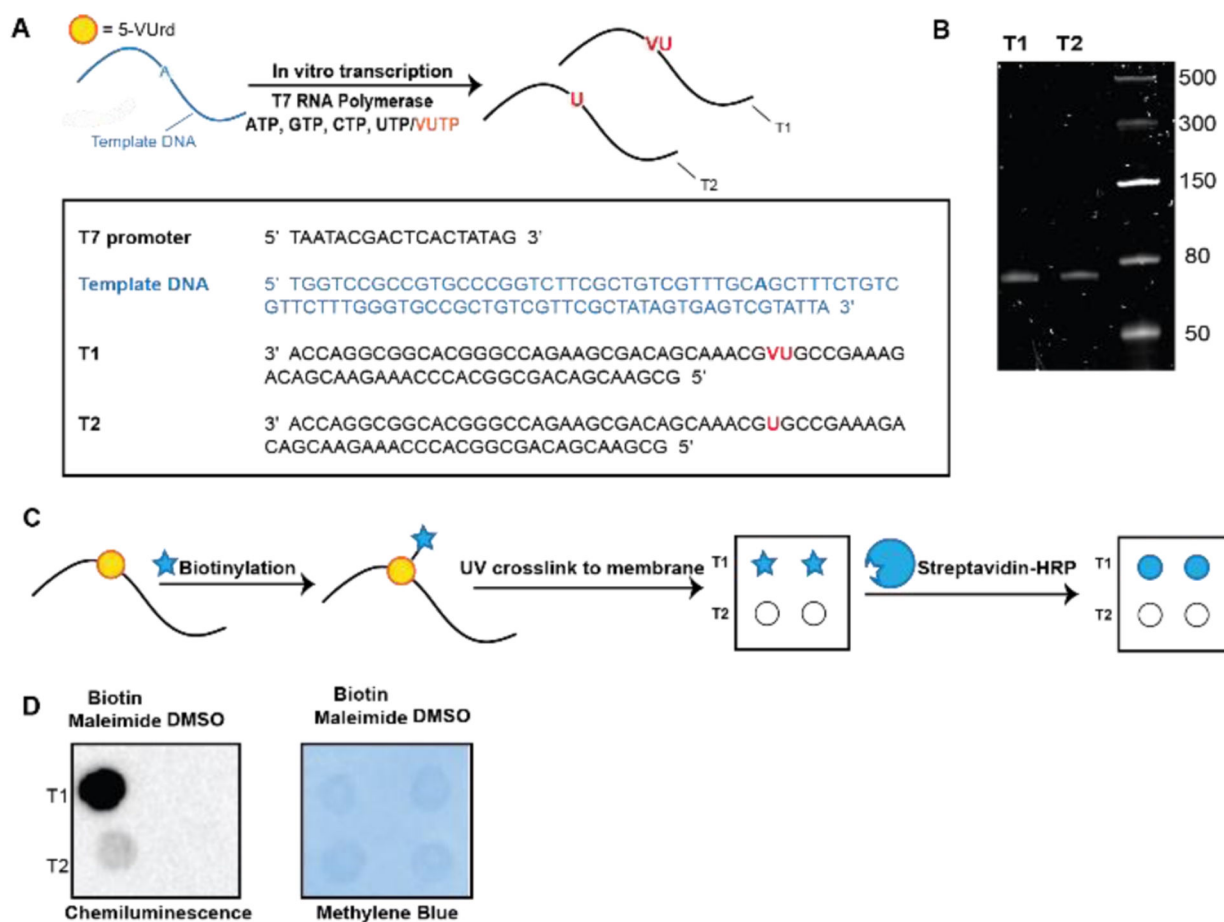 A
= 5-VUrd
A
Template DNA
In vitro transcription
T7 RNA Polymerase
ATP, GTP, CTP, UTP/VUTP
VU
U
T1
T2
T7 promoter
5' TAATACGACTCACTATAG 3'
Template DNA
5' TGGTCCGCCGTGCCCGGTCTTCGCTGTCGTTTGCAGCTTTCTGTC
GTTCTTTGGGTGCCGCTGTCGTTCGCTATAGTGAGTCGTATTA 3'
T1
3' ACCAGGCGGCACGGGCCAGAAGCGACAGCAAACGVUGCCGAAAG
ACAGCAAGAAACCCACGGCGACAGCAAGCG 5'
T2
3' ACCAGGCGGCACGGGCCAGAAGCGACAGCAAACGUGCCGAAAGA
CAGCAAGAAACCCACGGCGACAGCAAGCG 5'
B
T1 T2
500
300
150
80
50
C
Biotinylation
UV crosslink to membrane
T1
T2
Streptavidin-HRP
T1
T2
D
Biotin
Maleimide DMSO
T1
T2
Chemiluminescence
Biotin
Maleimide DMSO
Methylene Blue